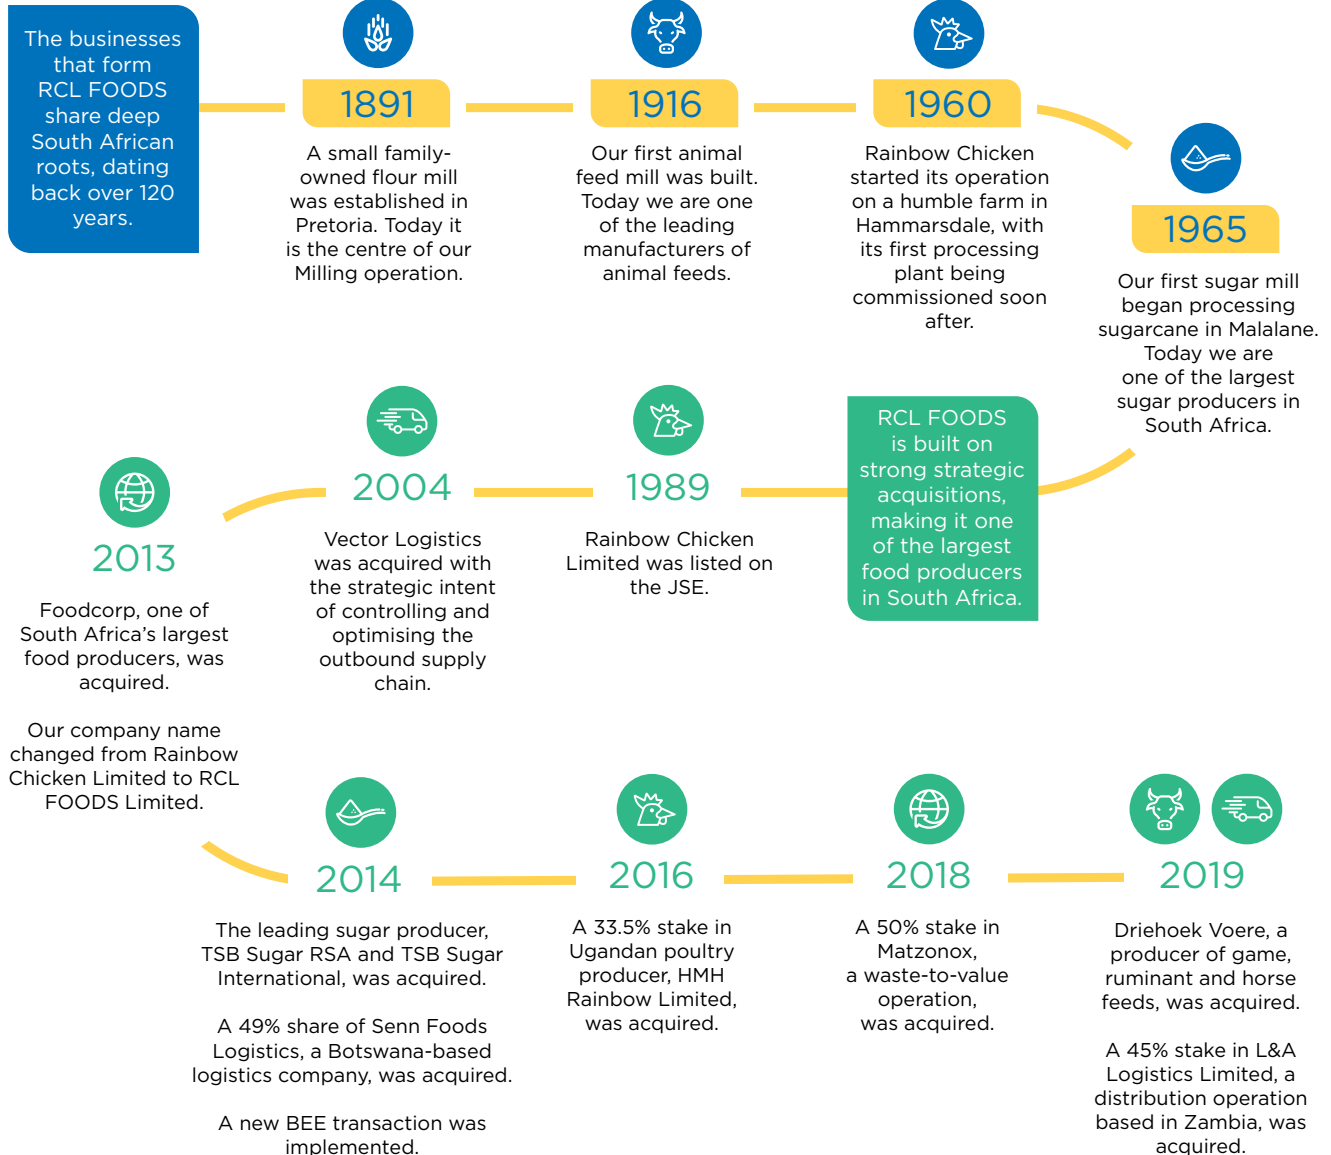 The businesses
that form
RCL FOODS
share deep
South African
roots, dating
back over 120
years.
1891
A small family-
owned flour mill
was established in
Pretoria. Today it
is the centre of our
Milling operation.
1916
Our first animal
feed mill was built.
Today we are one
of the leading
manufacturers of
animal feeds.
1960
Rainbow Chicken
started its operation
on a humble farm in
Hammarsdale, with
its first processing
plant being
commissioned soon
after.
1965
Our first sugar mill
began processing
sugarcane in Malalane.
Today we are
one of the largest
sugar producers in
South Africa.
RCL FOODS
is built on
strong strategic
acquisitions,
making it one
of the largest
food producers
in South Africa.
1989
Rainbow Chicken
Limited was listed on
the JSE.
2004
Vector Logistics
was acquired with
the strategic intent
of controlling and
optimising the
outbound supply
chain.
2013
Foodcorp, one of
South Africa’s largest
food producers, was
acquired.
Our company name
changed from Rainbow
Chicken Limited to RCL
FOODS Limited.
2014
The leading sugar producer,
TSB Sugar RSA and TSB Sugar
International, was acquired.
A 49% share of Senn Foods
Logistics, a Botswana-based
logistics company, was acquired.
A new BEE transaction was
implemented.
2016
A 33.5% stake in
Ugandan poultry
producer, HMH
Rainbow Limited,
was acquired.
2018
A 50% stake in
Matzonox,
a waste-to-value
operation,
was acquired.
2019
Driehoek Voere, a
producer of game,
ruminant and horse
feeds, was acquired.
A 45% stake in L&A
Logistics Limited, a
distribution operation
based in Zambia, was
acquired.